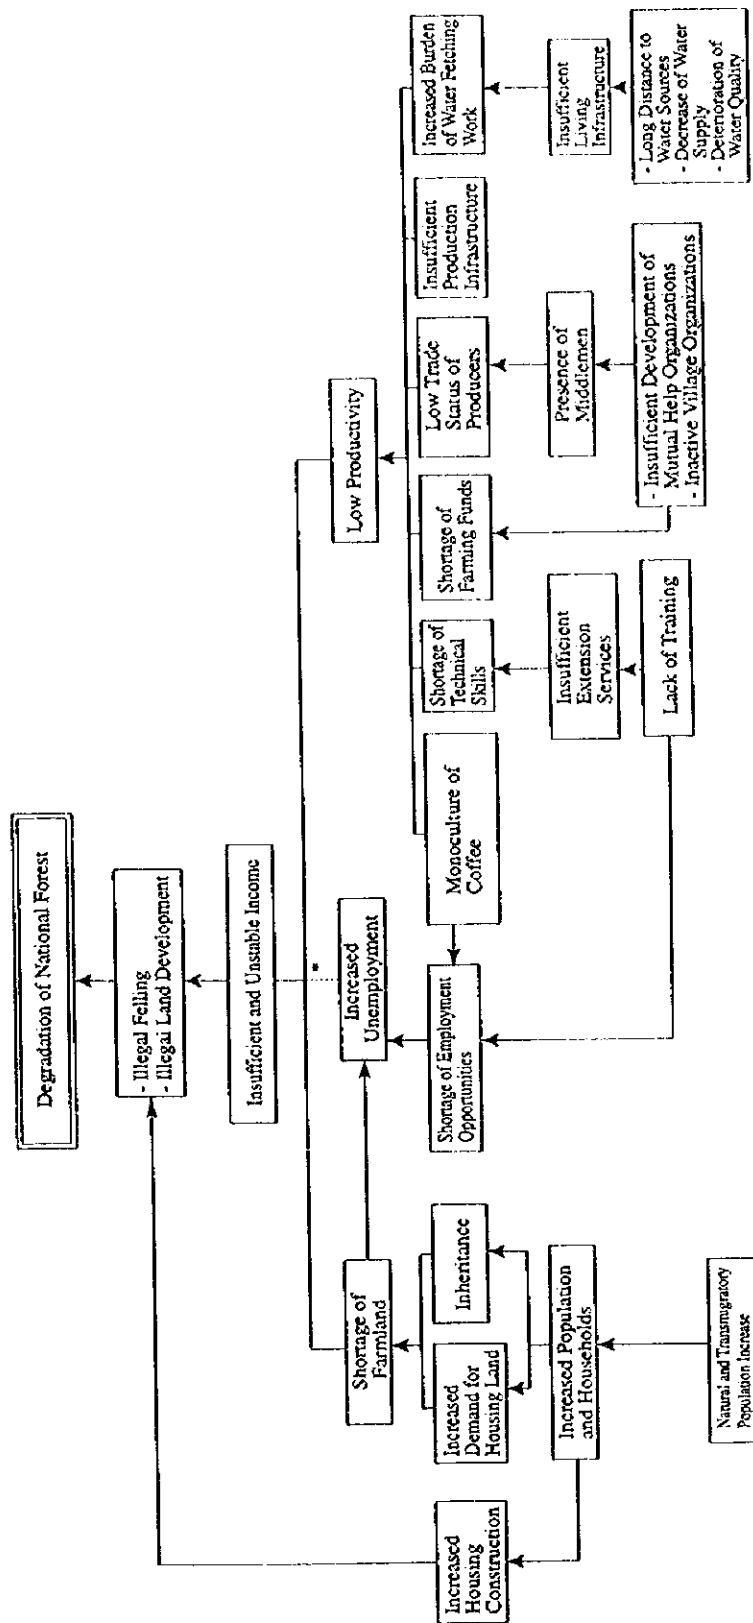 Degradation of National Forest
- Illegal Felling
- Illegai Land Development
Insufficient and Unstable Income
*
Shortage of
Farmland
Increased
Unemployment
Low Productivity
Increased
Housing
Construction
Increased
Demand for
Housing Land
Inheritance
Shortage of Employment
Opportunities
Monoculture of
Coffee
Shortage of
Technical
Skills
Shortage of
Farming Funds
Low Trade
Status of
Producers
Insufficient
Production
Infrastructure
Increased Burden
of Water Fetching
Work
Increased Population
and Households
Insufficient
Extension
Services
Presence of
Middlemen
Insufficient
Living
Infrastructure
Natural and Transmigratory
Population Increase
Lack of Training
- Insufficient Development of
Mutual Help Organizations
- Inactive Village Organizations
- Long Distance to
Water Sources
- Decrease of Water
Supply
- Deterioration of
Water Quality